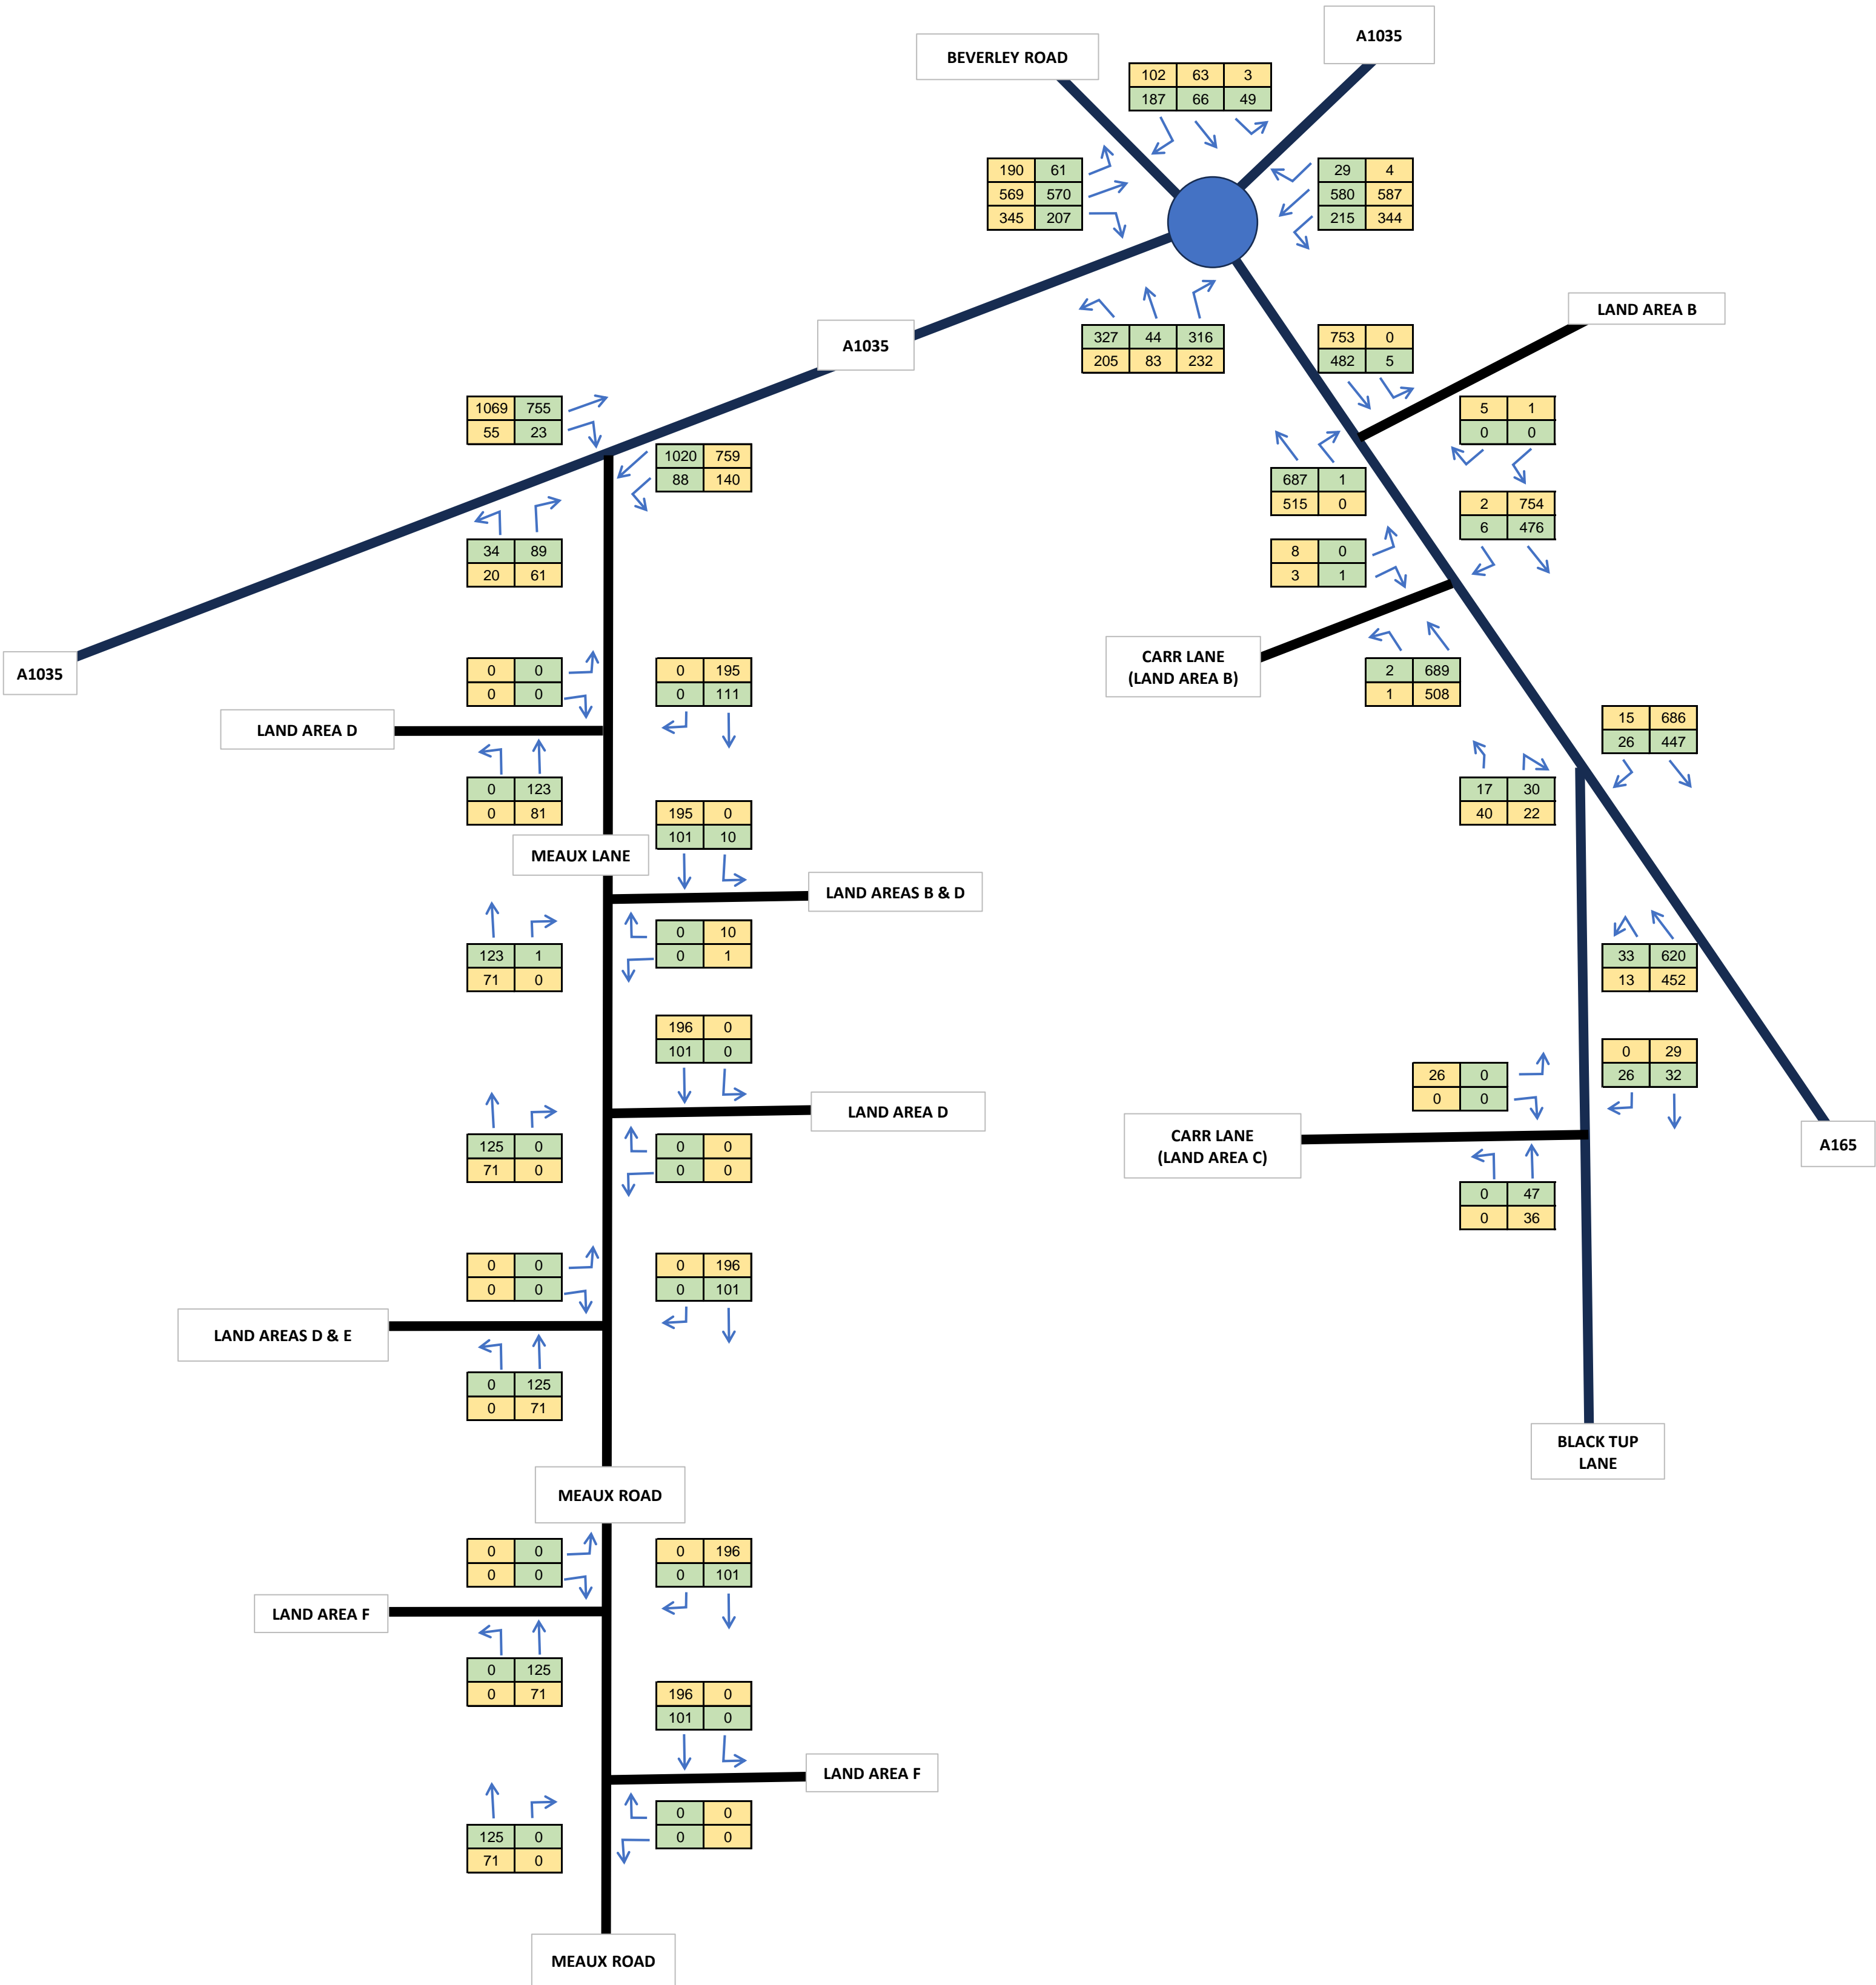 A1035
BEVERLEY ROAD
102 63 3
187 66 49
190 61
569 570
345 207
29 4
580 587
215 344
LAND AREA B
327 44 316
205 83 232
753 0
482 5
A1035
1069 755
55 23
5 1
0 0
1020 759
88 140
687 1
515 0
2 754
6 476
34 89
20 61
8 0
3 1
A1035
CARR LANE
(LAND AREA B)
2 689
1 508
0 0
0 0
0 195
0 111
LAND AREA D
15 686
26 447
0 123
0 81
17 30
40 22
195 0
101 10
MEAUX LANE
LAND AREAS B & D
123 1
71 0
0 10
0 1
33 620
13 452
196 0
101 0
0 29
26 32
26 0
0 0
LAND AREA D
125 0
71 0
0 0
0 0
CARR LANE
(LAND AREA C)
A165
0 47
0 36
0 0
0 0
0 196
0 101
LAND AREAS D & E
0 125
0 71
BLACK TUP
LANE
MEAUX ROAD
0 0
0 0
0 196
0 101
LAND AREA F
0 125
0 71
196 0
101 0
LAND AREA F
125 0
71 0
0 0
0 0
MEAUX ROAD